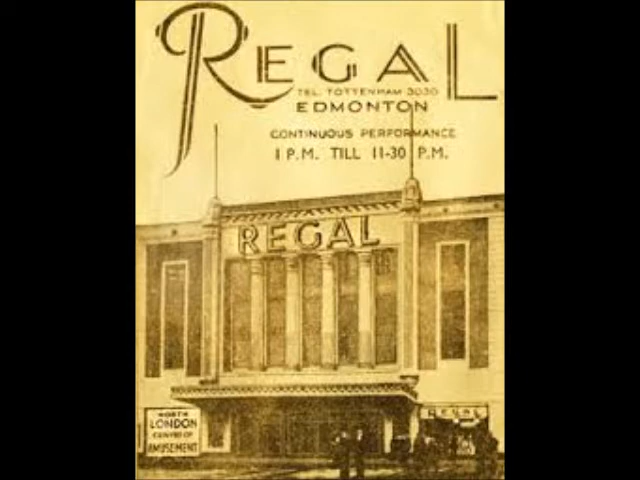 REGAL
TEL. TOTTENHAM 3030
EDMONTON
CONTINUOUS PERFORMANCE
1 P.M. TILL 11-30 P.M.
REGAL
NORTH
LONDON
CENTRE OF
AMUSEMENT
REGAL